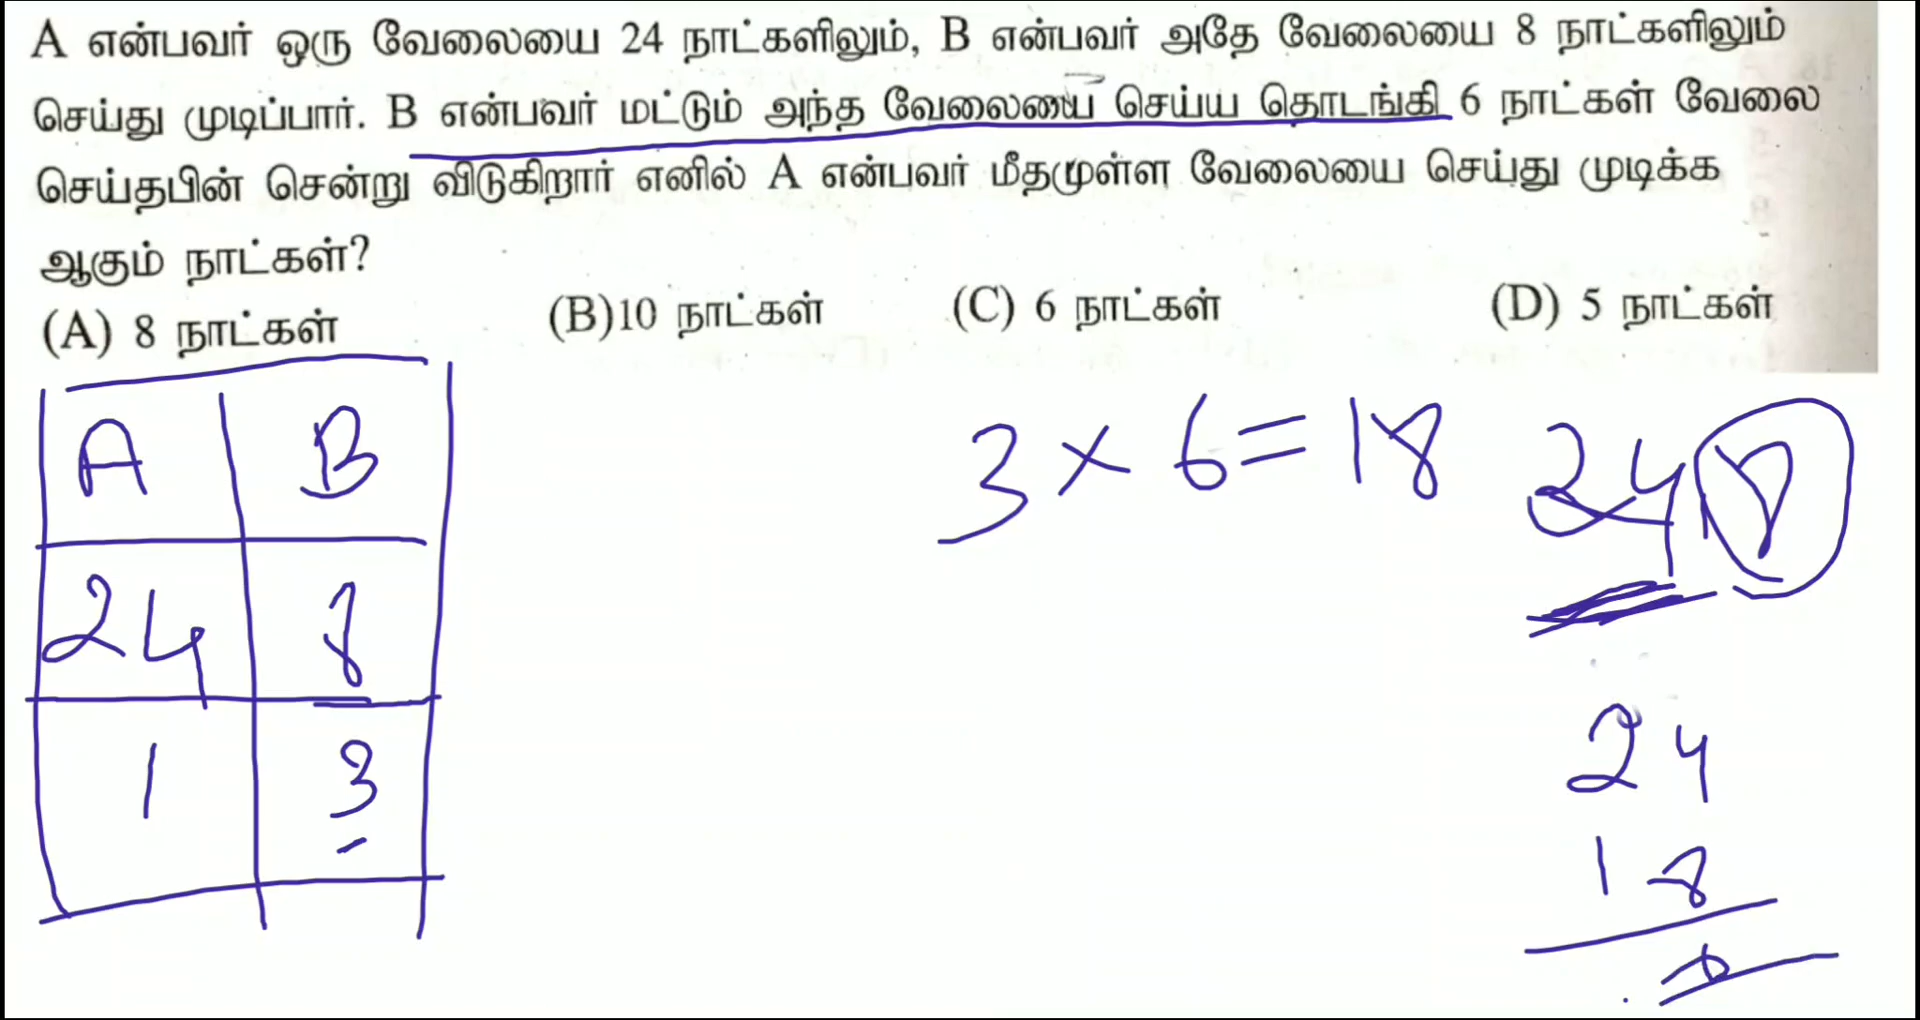 A என்பவர் ஒரு வேலையை 24 நாட்களிலும், B என்பவர் அதே வேலையை 8 நாட்களிலும்
செய்து முடிப்பார். B என்பவர் மட்டும் அந்த வேலையை செய்ய தொடங்கி 6 நாட்கள் வேலை
செய்தபின் சென்று விடுகிறார் எனில் A என்பவர் மீதமுள்ள வேலையை செய்து முடிக்க
ஆகும் நாட்கள்?
(A) 8 நாட்கள் (B)10 நாட்கள் (C) 6 நாட்கள் (D) 5 நாட்கள்
A B
24 8
1 3
3 × 6 = 18
24, 8
24
18